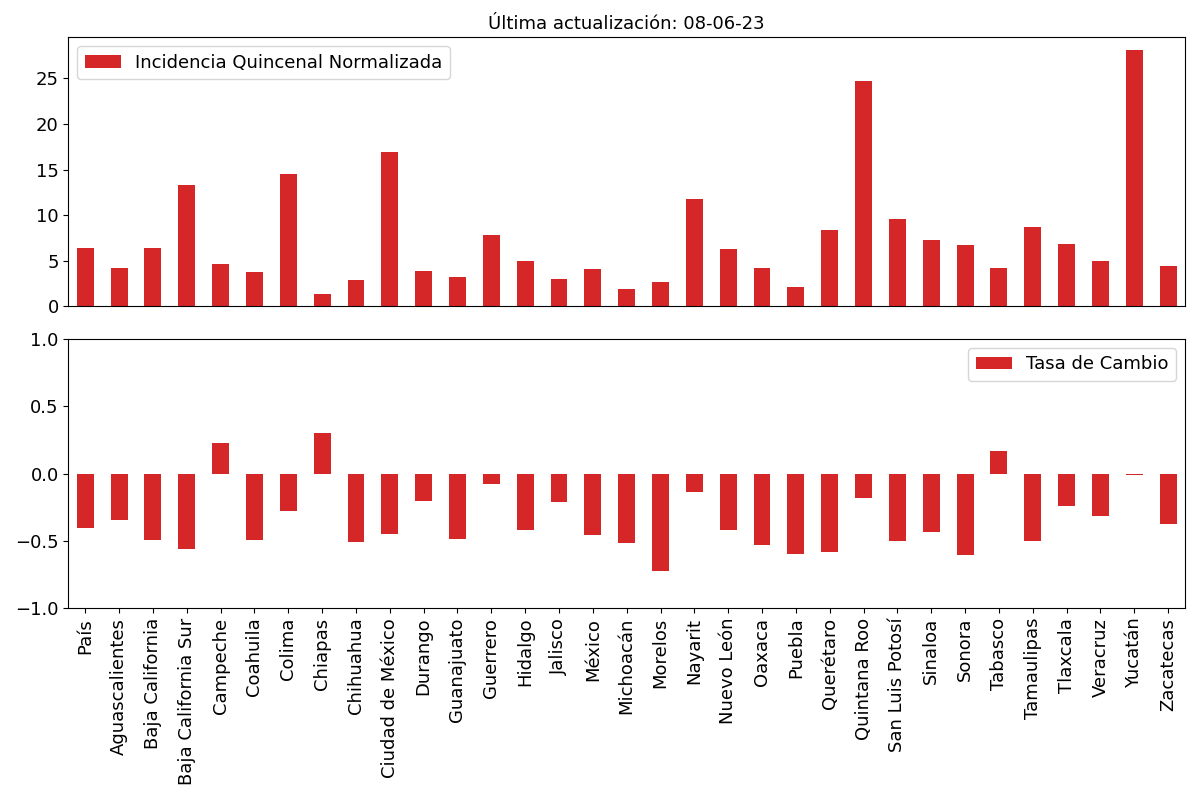 Última actualización: 08-06-23
Incidencia Quincenal Normalizada
25
20
15
10
5
0
Tasa de Cambio
1.0
0.5
0.0
−0.5
−1.0
País
Aguascalientes
Baja California
Baja California Sur
Campeche
Coahuila
Colima
Chiapas
Chihuahua
Ciudad de México
Durango
Guanajuato
Guerrero
Hidalgo
Jalisco
México
Michoacán
Morelos
Nayarit
Nuevo León
Oaxaca
Puebla
Querétaro
Quintana Roo
San Luis Potosí
Sinaloa
Sonora
Tabasco
Tamaulipas
Tlaxcala
Veracruz
Yucatán
Zacatecas